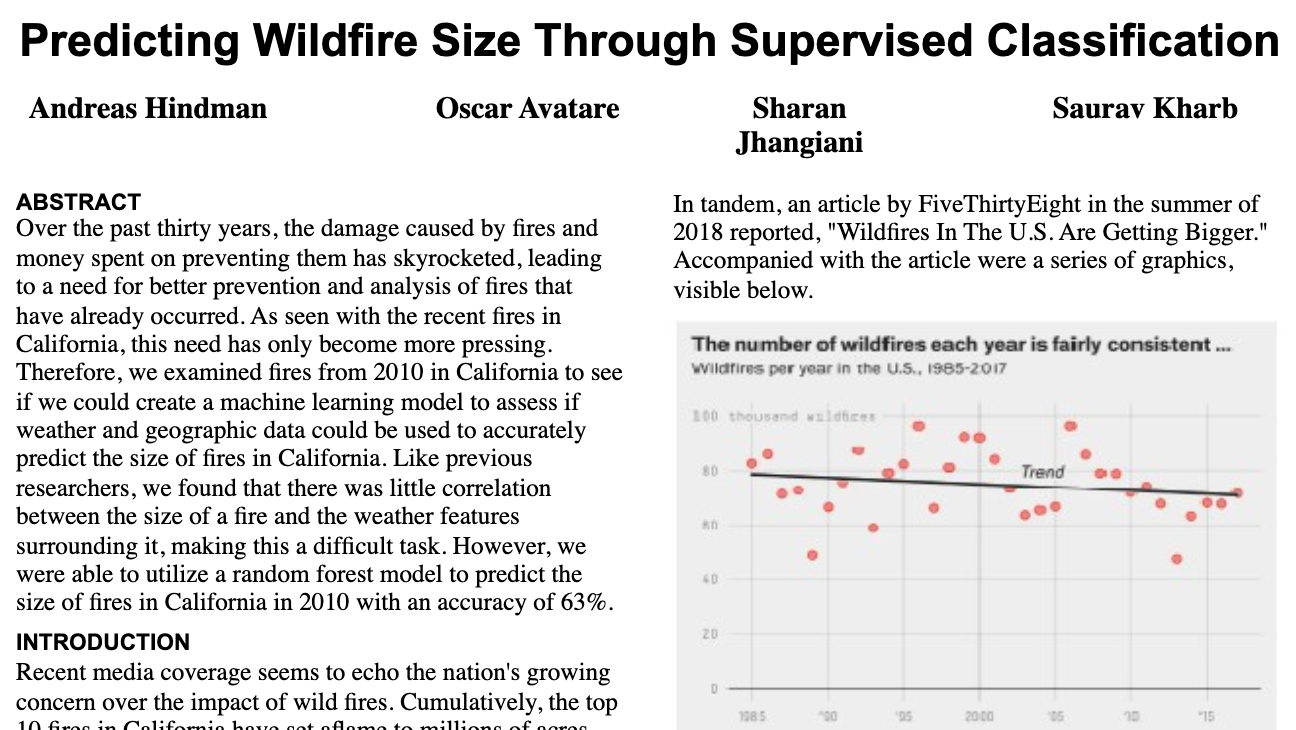 Predicting Wildfire Size Through Supervised Classification
Andreas Hindman
Oscar Avatare
Sharan
Jhangiani
Saurav Kharb
ABSTRACT
Over the past thirty years, the damage caused by fires and
money spent on preventing them has skyrocketed, leading
to a need for better prevention and analysis of fires that
have already occurred. As seen with the recent fires in
California, this need has only become more pressing.
Therefore, we examined fires from 2010 in California to see
if we could create a machine learning model to assess if
weather and geographic data could be used to accurately
predict the size of fires in California. Like previous
researchers, we found that there was little correlation
between the size of a fire and the weather features
surrounding it, making this a difficult task. However, we
were able to utilize a random forest model to predict the
size of fires in California in 2010 with an accuracy of 63%.
INTRODUCTION
Recent media coverage seems to echo the nation's growing
concern over the impact of wild fires. Cumulatively, the top
10 fires in California have set aflame to millions of acres
In tandem, an article by FiveThirtyEight in the summer of
2018 reported, "Wildfires In The U.S. Are Getting Bigger."
Accompanied with the article were a series of graphics,
visible below.
The number of wildfires each year is fairly consistent ...
Wildfires per year in the U.S., 1985-2017
100 thousand wildfires
80
Trend
60
40
20
0
1985 '90 '95 2000 '05 '10 '15